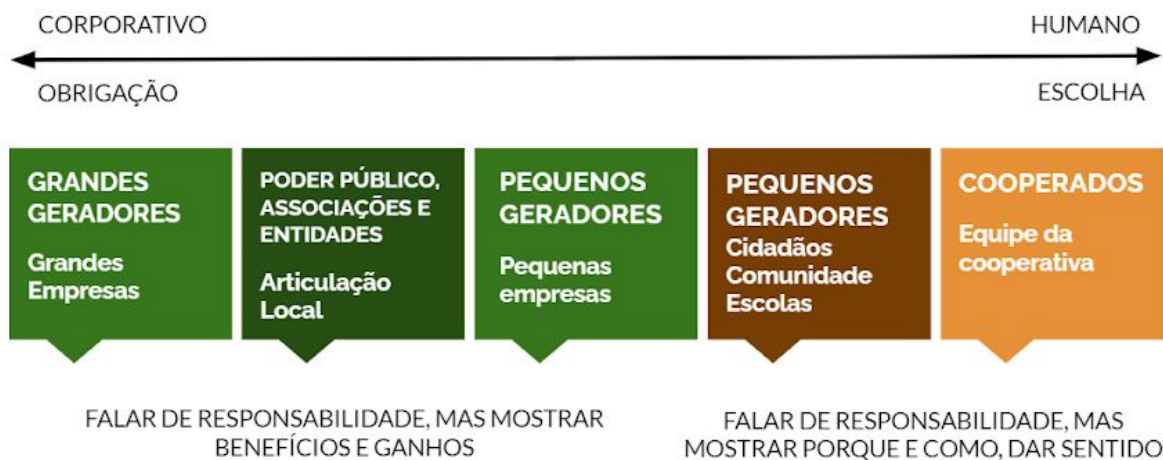 CORPORATIVO
HUMANO
OBRIGAÇÃO
ESCOLHA
GRANDES
GERADORES
Grandes
Empresas
PODER PÚBLICO,
ASSOCIAÇÕES E
ENTIDADES
Articulação
Local
PEQUENOS
GERADORES
Pequenas
empresas
PEQUENOS
GERADORES
Cidadãos
Comunidade
Escolas
COOPERADOS
Equipe da
cooperativa
FALAR DE RESPONSABILIDADE, MAS MOSTRAR
BENEFÍCIOS E GANHOS
FALAR DE RESPONSABILIDADE, MAS
MOSTRAR PORQUE E COMO, DAR SENTIDO